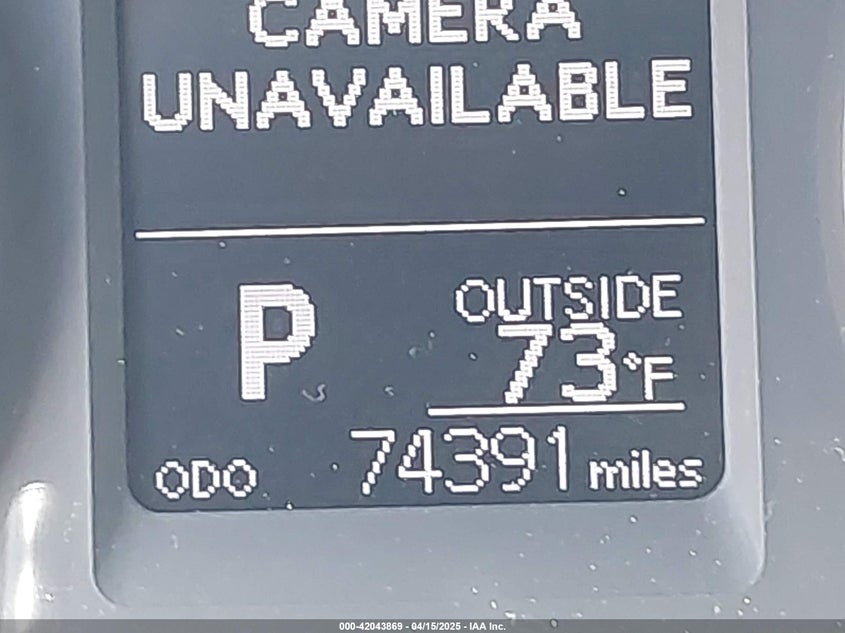 CAMERA
UNAVAILABLE
P
OUTSIDE
73°F
ODO 74391 miles
000-42043869 - 04/15/2025 - IAA Inc.